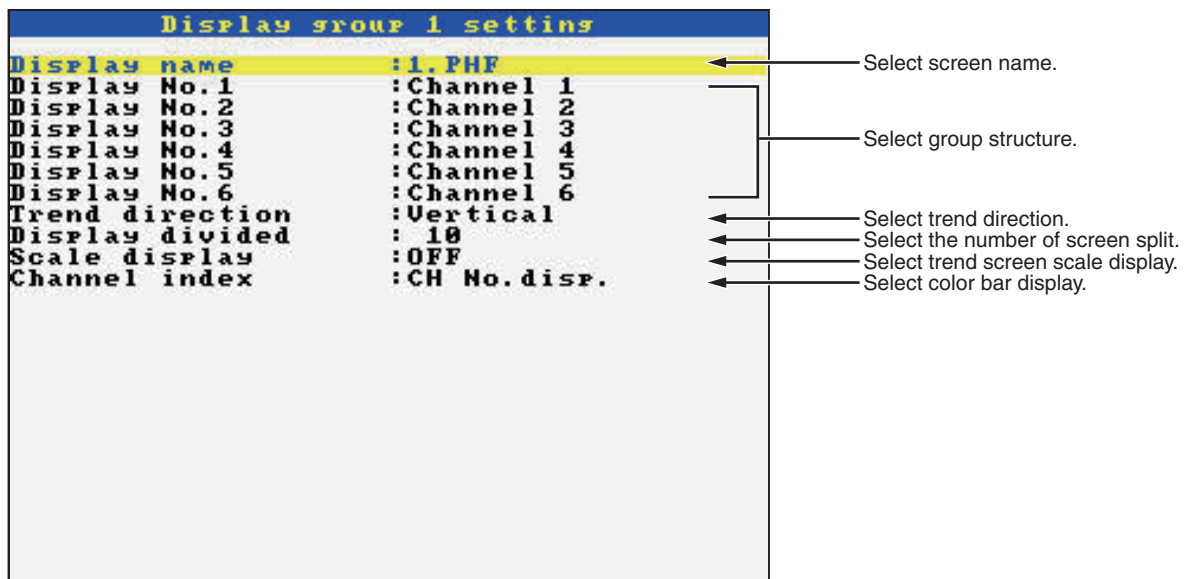 Display group 1 setting
Display name :1.PHF
Select screen name.
Display No.1 :Channel 1
Display No.2 :Channel 2
Display No.3 :Channel 3
Select group structure.
Display No.4 :Channel 4
Display No.5 :Channel 5
Display No.6 :Channel 6
Trend direction :Vertical
Select trend direction.
Display divided : 10
Select the number of screen split.
Scale display :OFF
Select trend screen scale display.
Channel index :CH No.disp.
Select color bar display.